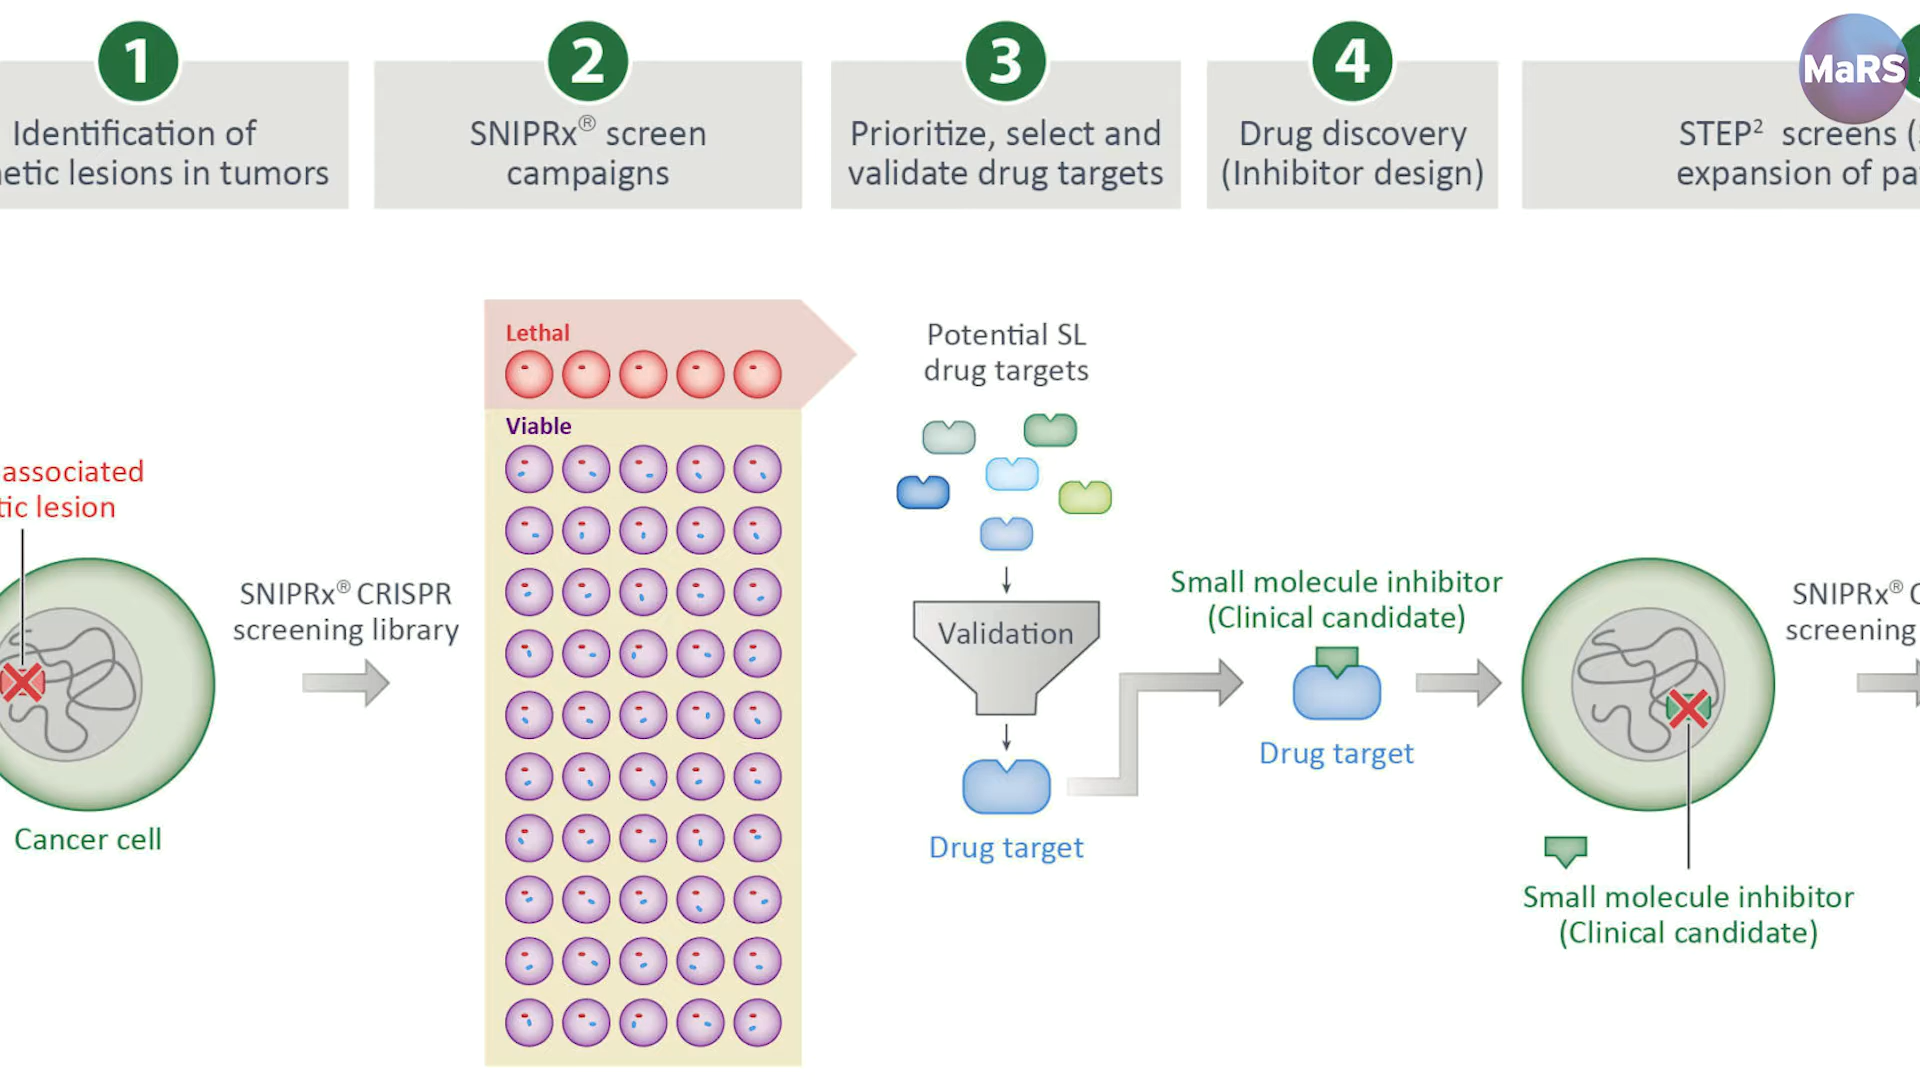 1
2
3
4
MaRS
Identification of
etic lesions in tumors
SNIPRx® screen
campaigns
Prioritize, select and
validate drug targets
Drug discovery
(Inhibitor design)
STEP² screens (
expansion of pa
Lethal
Viable
Potential SL
drug targets
associated
tic lesion
SNIPRx® CRISPR
screening library
Validation
Small molecule inhibitor
(Clinical candidate)
SNIPRx® C
screening
Drug target
Drug target
Cancer cell
Small molecule inhibitor
(Clinical candidate)